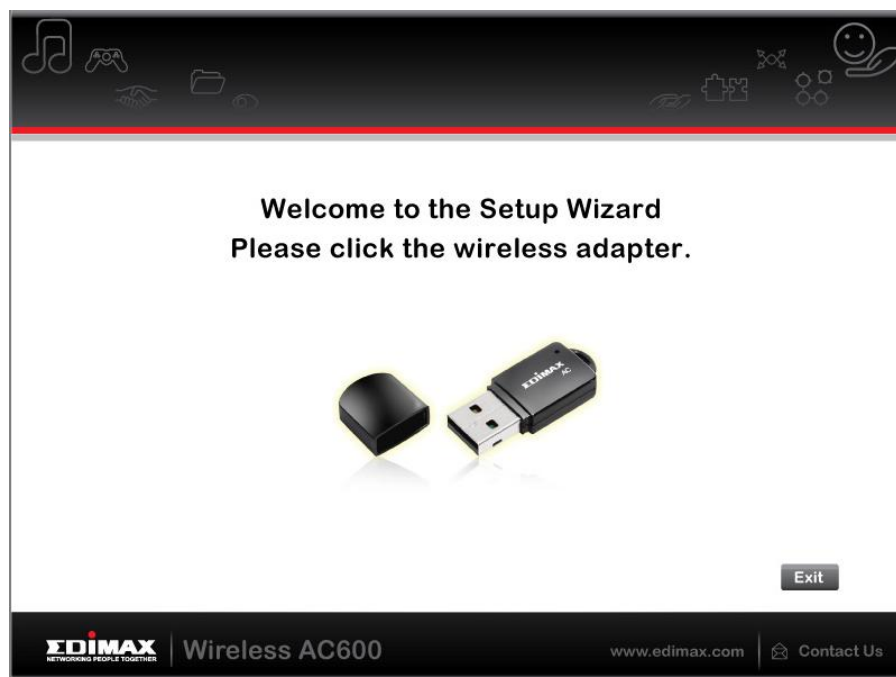 Welcome to the Setup Wizard
Please click the wireless adapter.
EDIMAX
AC
Exit
EDIMAX
NETWORKING PEOPLE TOGETHER
Wireless AC600
www.edimax.com
Contact Us